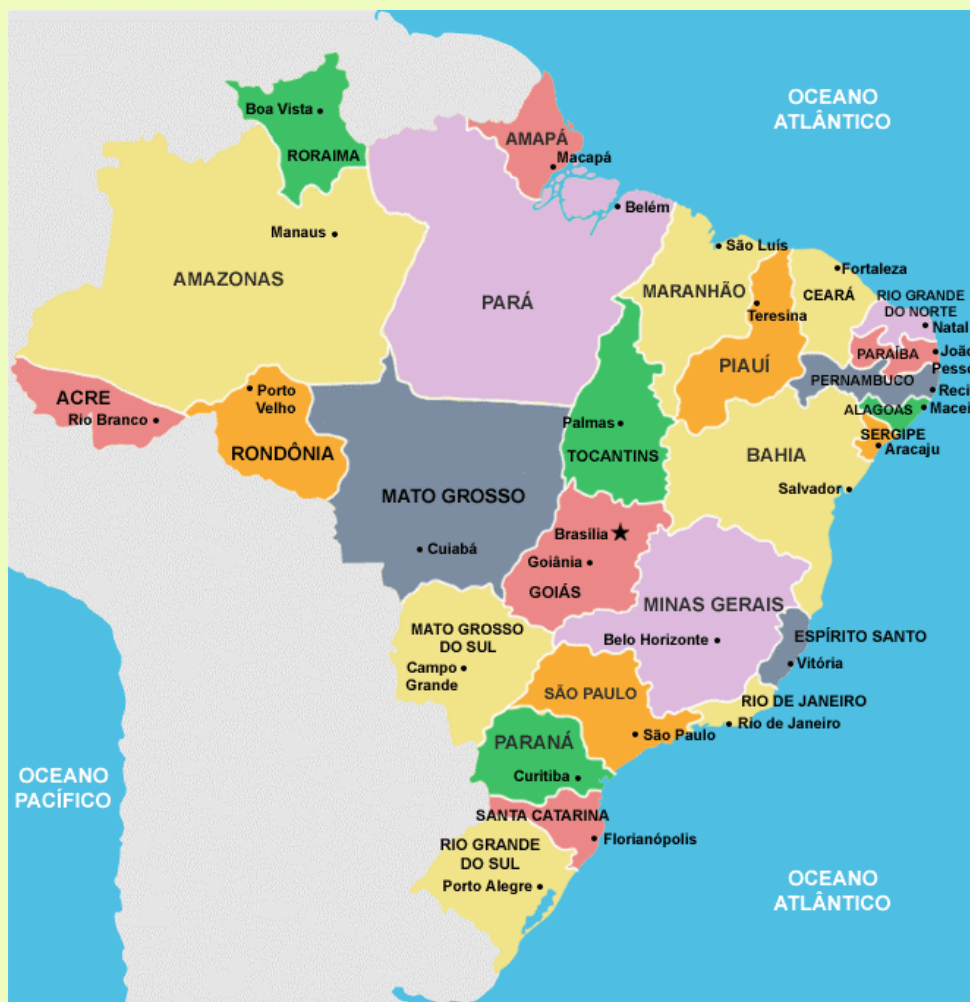 OCEANO
ATLÂNTICO
Boa Vista
RORAIMA
AMAPÁ
Macapá
Belém
Manaus
AMAZONAS
PARÁ
São Luís
MARANHÃO
Teresina
PIAUÍ
Fortaleza
CEARÁ
RIO GRANDE
DO NORTE
Natal
PARAÍBA
João
Pesso
PERNAMBUCO
Reci
ALAGOAS
Macei
SERGIPE
Aracaju
ACRE
Rio Branco
Porto
Velho
RONDÔNIA
MATO GROSSO
Cuiabá
Palmas
TOCANTINS
BAHIA
Salvador
Brasília
Goiânia
GOIÁS
MINAS GERAIS
Belo Horizonte
ESPÍRITO SANTO
Vitória
MATO GROSSO
DO SUL
Campo
Grande
SÃO PAULO
São Paulo
RIO DE JANEIRO
Rio de Janeiro
PARANÁ
Curitiba
SANTA CATARINA
Florianópolis
RIO GRANDE
DO SUL
Porto Alegre
OCEANO
PACÍFICO
OCEANO
ATLÂNTICO